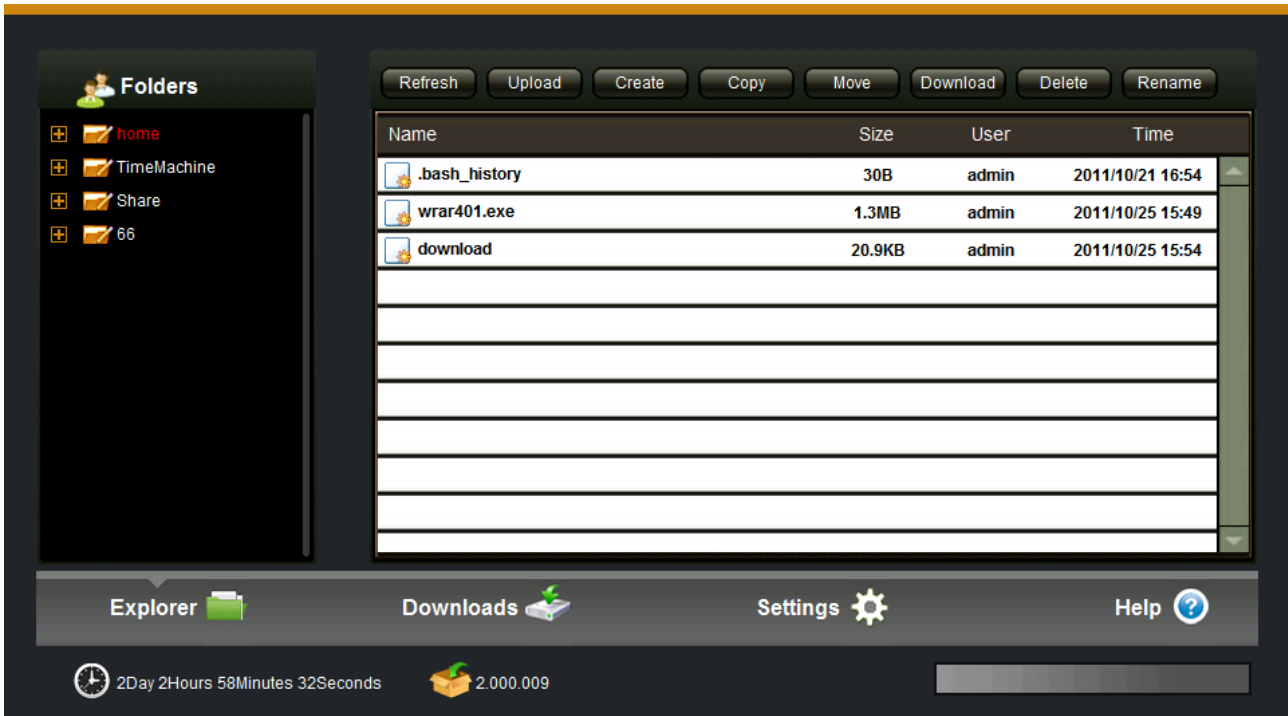 Folders
home
TimeMachine
Share
66
Refresh Upload Create Copy Move Download Delete Rename
Name Size User Time
.bash_history 30B admin 2011/10/21 16:54
wrar401.exe 1.3MB admin 2011/10/25 15:49
download 20.9KB admin 2011/10/25 15:54
Explorer Downloads Settings Help ?
2Day 2Hours 58Minutes 32Seconds 2.000.009